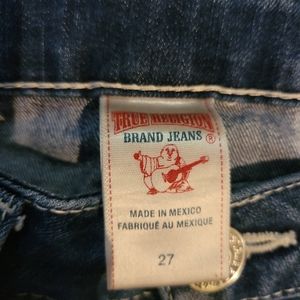 TRUE RELIGION
BRAND JEANS
MADE IN MEXICO
FABRIQUÉ AU MEXIQUE
27